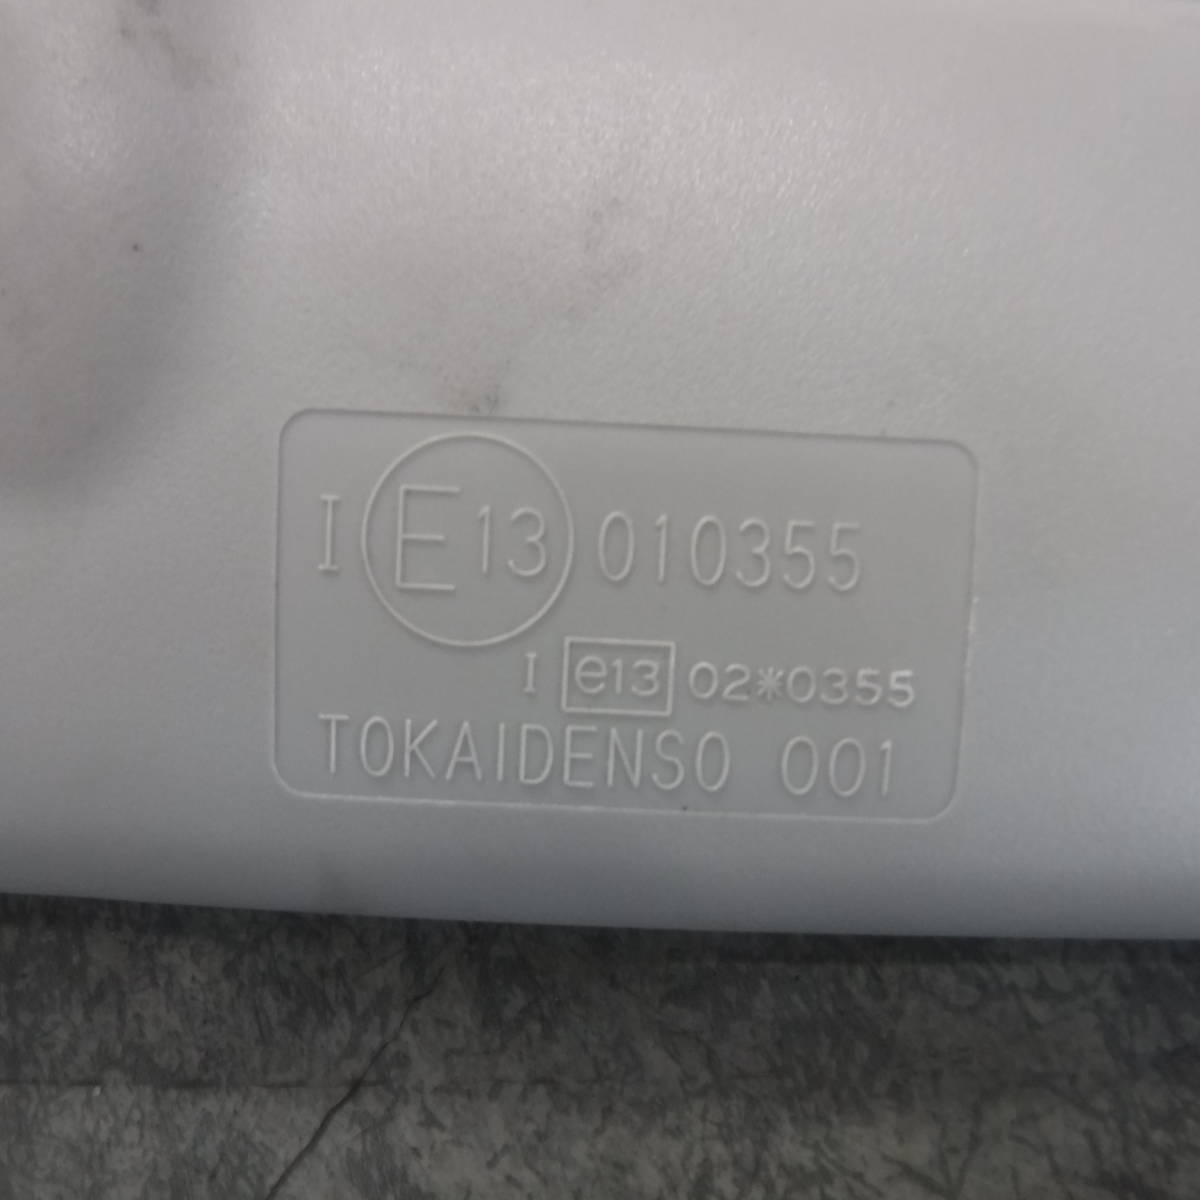 I E13 010355
I e13 02*0355
TOKAIDENSO 001